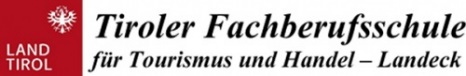 LAND
TIROL
Tiroler Fachberufsschule
für Tourismus und Handel – Landeck